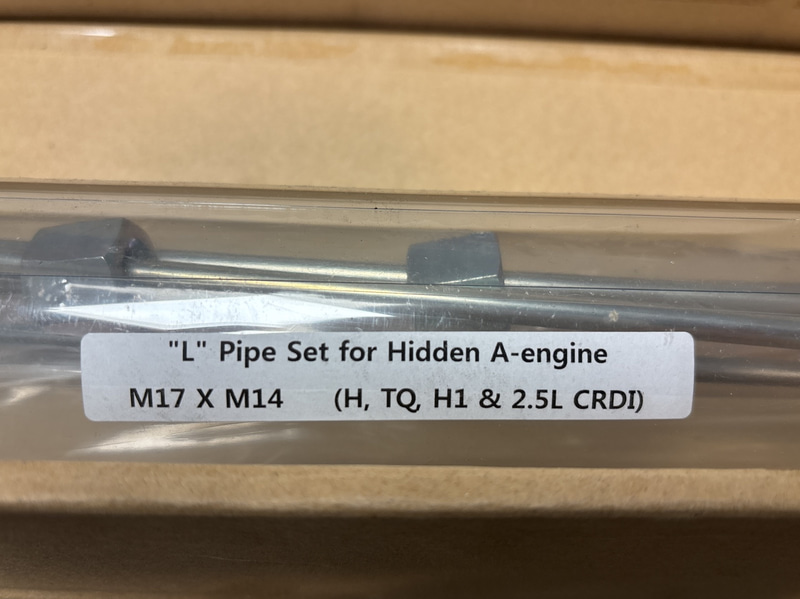 "L" Pipe Set for Hidden A-engine
M17 X M14 (H, TQ, H1 & 2.5L CRDI)